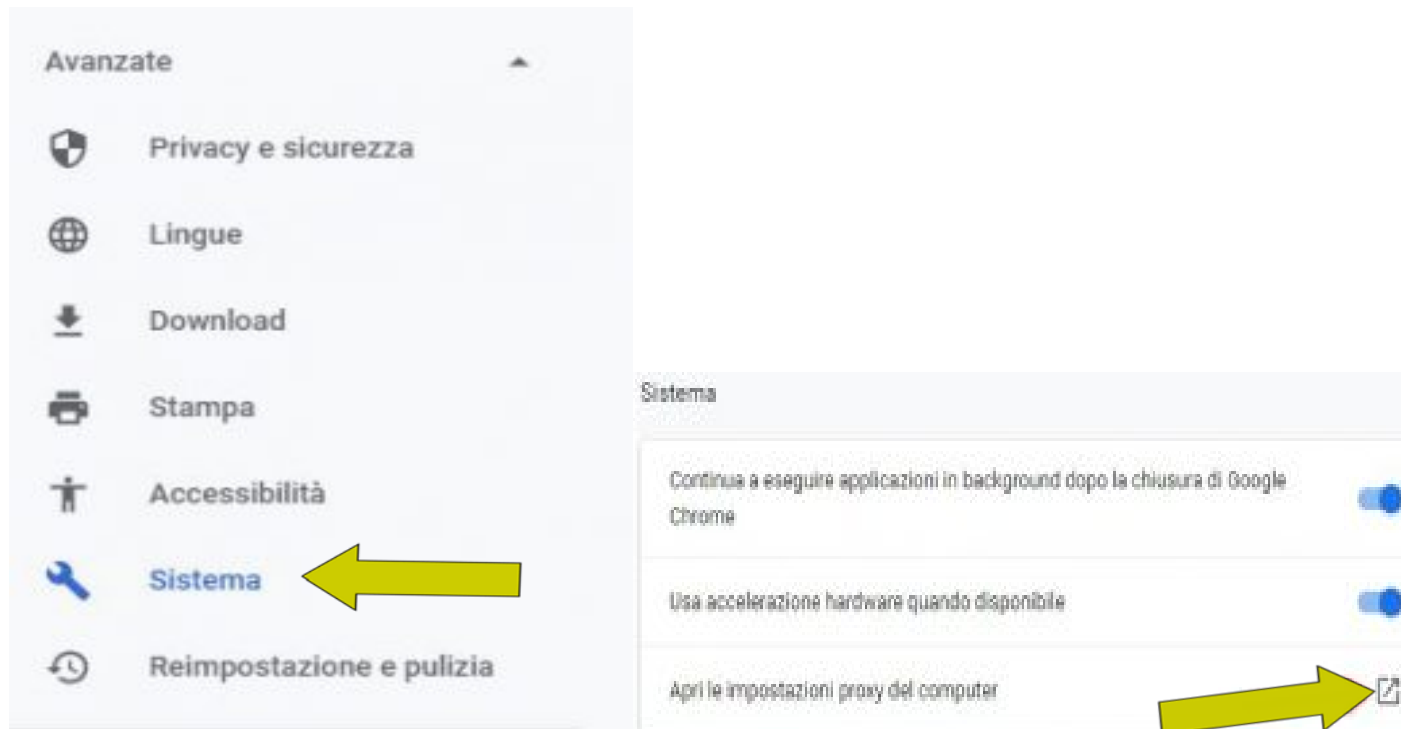 Avanzate
Privacy e sicurezza
Lingue
Download
Stampa
Accessibilità
Sistema
Reimpostazione e pulizia
Sistema
Continua a eseguire applicazioni in background dopo la chiusura di Google
Chrome
Usa accelerazione hardware quando disponibile
Apri le impostazioni proxy del computer